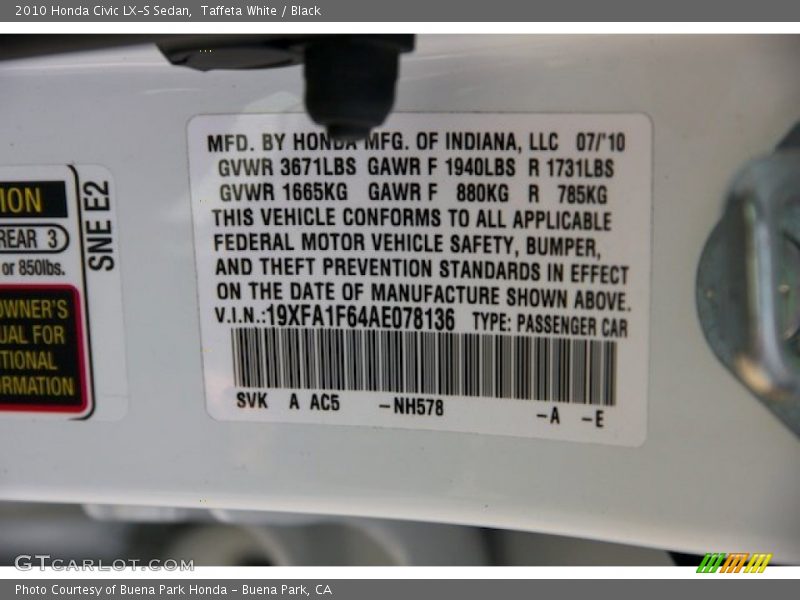 2010 Honda Civic LX-S Sedan, Taffeta White / Black
MFD. BY HONDA MFG. OF INDIANA, LLC 07/'10
GVWR 3671LBS GAWR F 1940LBS R 1731LBS
GVWR 1665KG GAWR F 880KG R 785KG
THIS VEHICLE CONFORMS TO ALL APPLICABLE
FEDERAL MOTOR VEHICLE SAFETY, BUMPER,
AND THEFT PREVENTION STANDARDS IN EFFECT
ON THE DATE OF MANUFACTURE SHOWN ABOVE.
V.I.N.:19XFA1F64AE078136 TYPE: PASSENGER CAR
SVK A AC5 -NH578 -A -E
ION
REAR 3
or 850lbs.
OWNER'S
UAL FOR
TIONAL
ORMATION
SNE E2
GTCARLOT.COM
Photo Courtesy of Buena Park Honda - Buena Park, CA